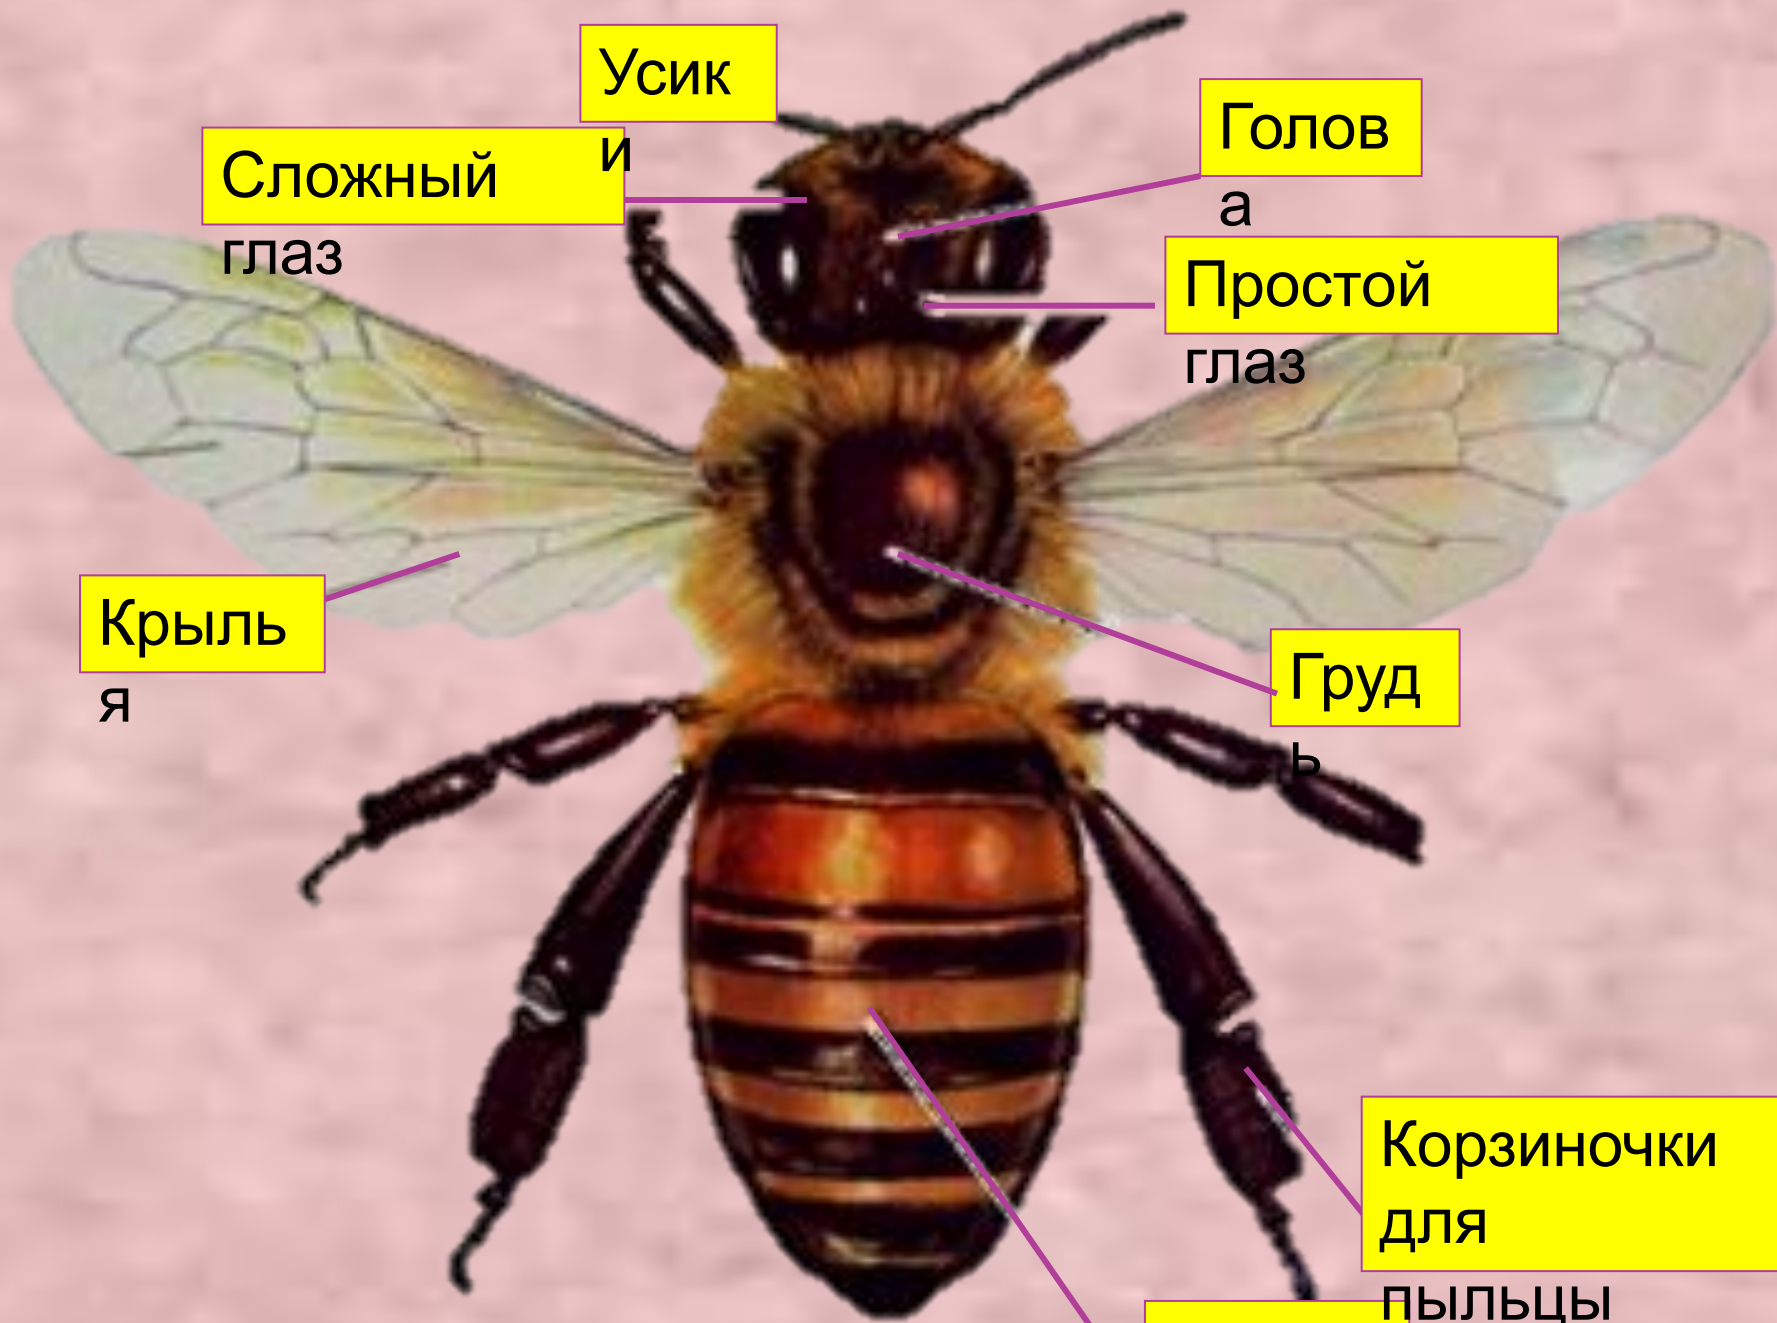 Усик
и
Сложный
глаз
Голов
а
Простой
глаз
Крыль
я
Груд
ь
Корзиночки
для
пыльцы